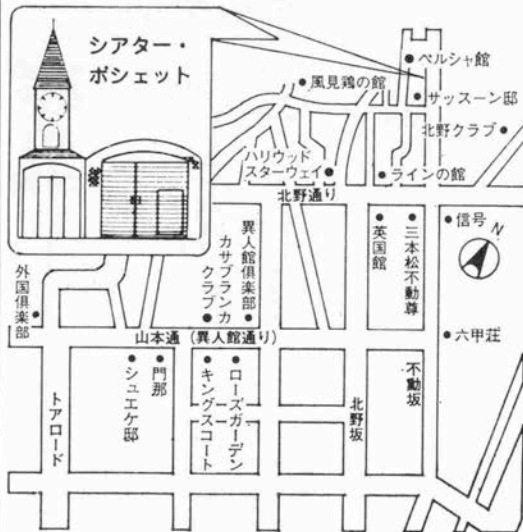 シアター・
ポシェット
ペルシャ館
風見鶏の館
サッスーン邸
北野クラブ
ハリウッド
スターウェイ
ラインの館
北野通り
信号
N
英国館
三本松不動尊
異人館倶楽部
カサブランカ
クラブ
外国倶楽部
六甲荘
山本通(異人館通り)
不動坂
門那
シュエケ邸
ローズガーデン
キングスコート
北野坂
トアロード